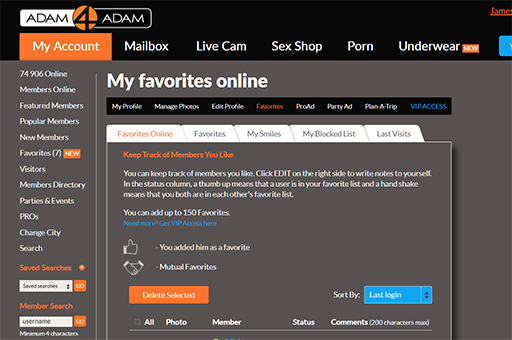 ADAM 4 ADAM
James
My Account Mailbox Live Cam Sex Shop Porn Underwear NEW
74 906 Online
Members Online
Featured Members
Popular Members
New Members
Favorites (7) NEW
Visitors
Members Directory
Parties & Events
PROs
Change City
Search
Saved Searches
Saved searches GO
Member Search
username GO
Minimum 4 characters
My favorites online
My Profile Manage Photos Edit Profile Favorites ProAd Party Ad Plan-A-Trip VIP ACCESS
Favorites Online Favorites My Smiles My Blocked List Last Visits
Keep Track of Members You Like
You can keep track of members you like. Click EDIT on the right side to write notes to yourself.
In the status column, a thumb up means that a user is in your favorite list and a hand shake
means that you both are in each other's favorite list.
You can add up to 150 Favorites.
Need more? Get VIP Access here
- You added him as a favorite
- Mutual Favorites
Delete Selected Sort By: Last login
All Photo Member Status Comments (200 characters max)